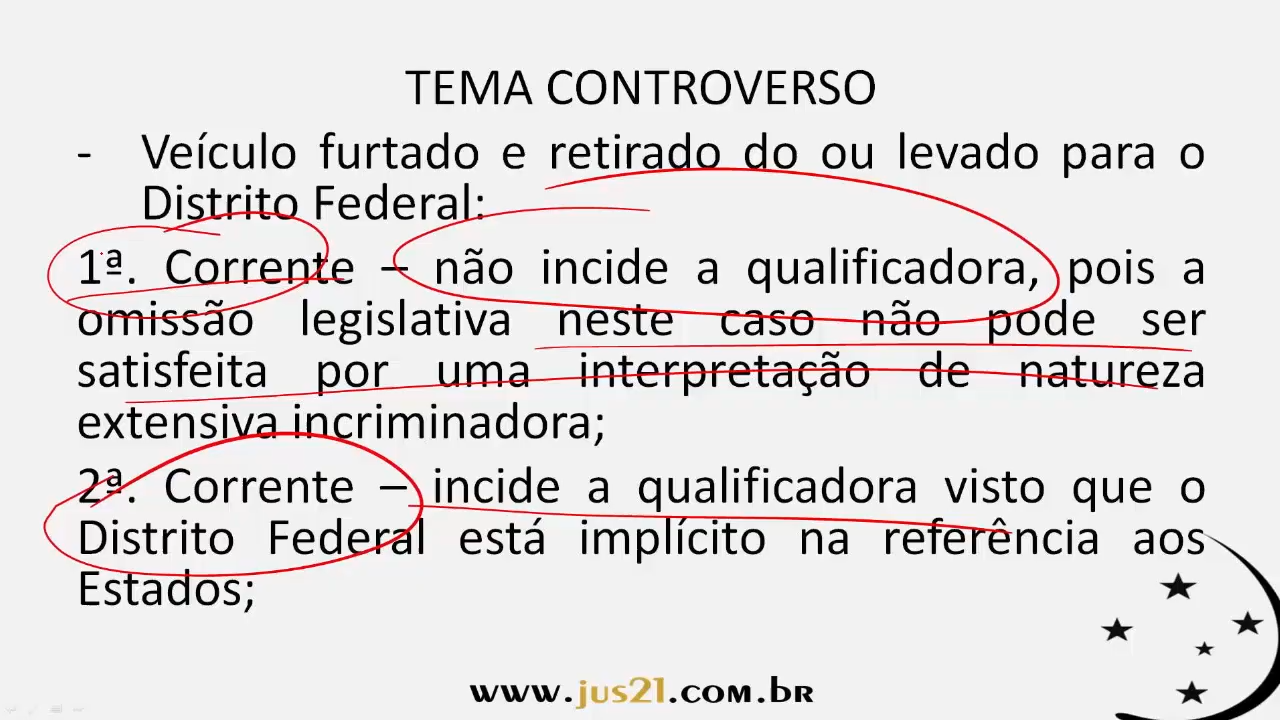 TEMA CONTROVERSO
- Veículo furtado e retirado do ou levado para o
Distrito Federal:
1ª. Corrente – não incide a qualificadora, pois a
omissão legislativa neste caso não pode ser
satisfeita por uma interpretação de natureza
extensiva incriminadora;
2ª. Corrente – incide a qualificadora visto que o
Distrito Federal está implícito na referência aos
Estados;
www.jus21.com.br